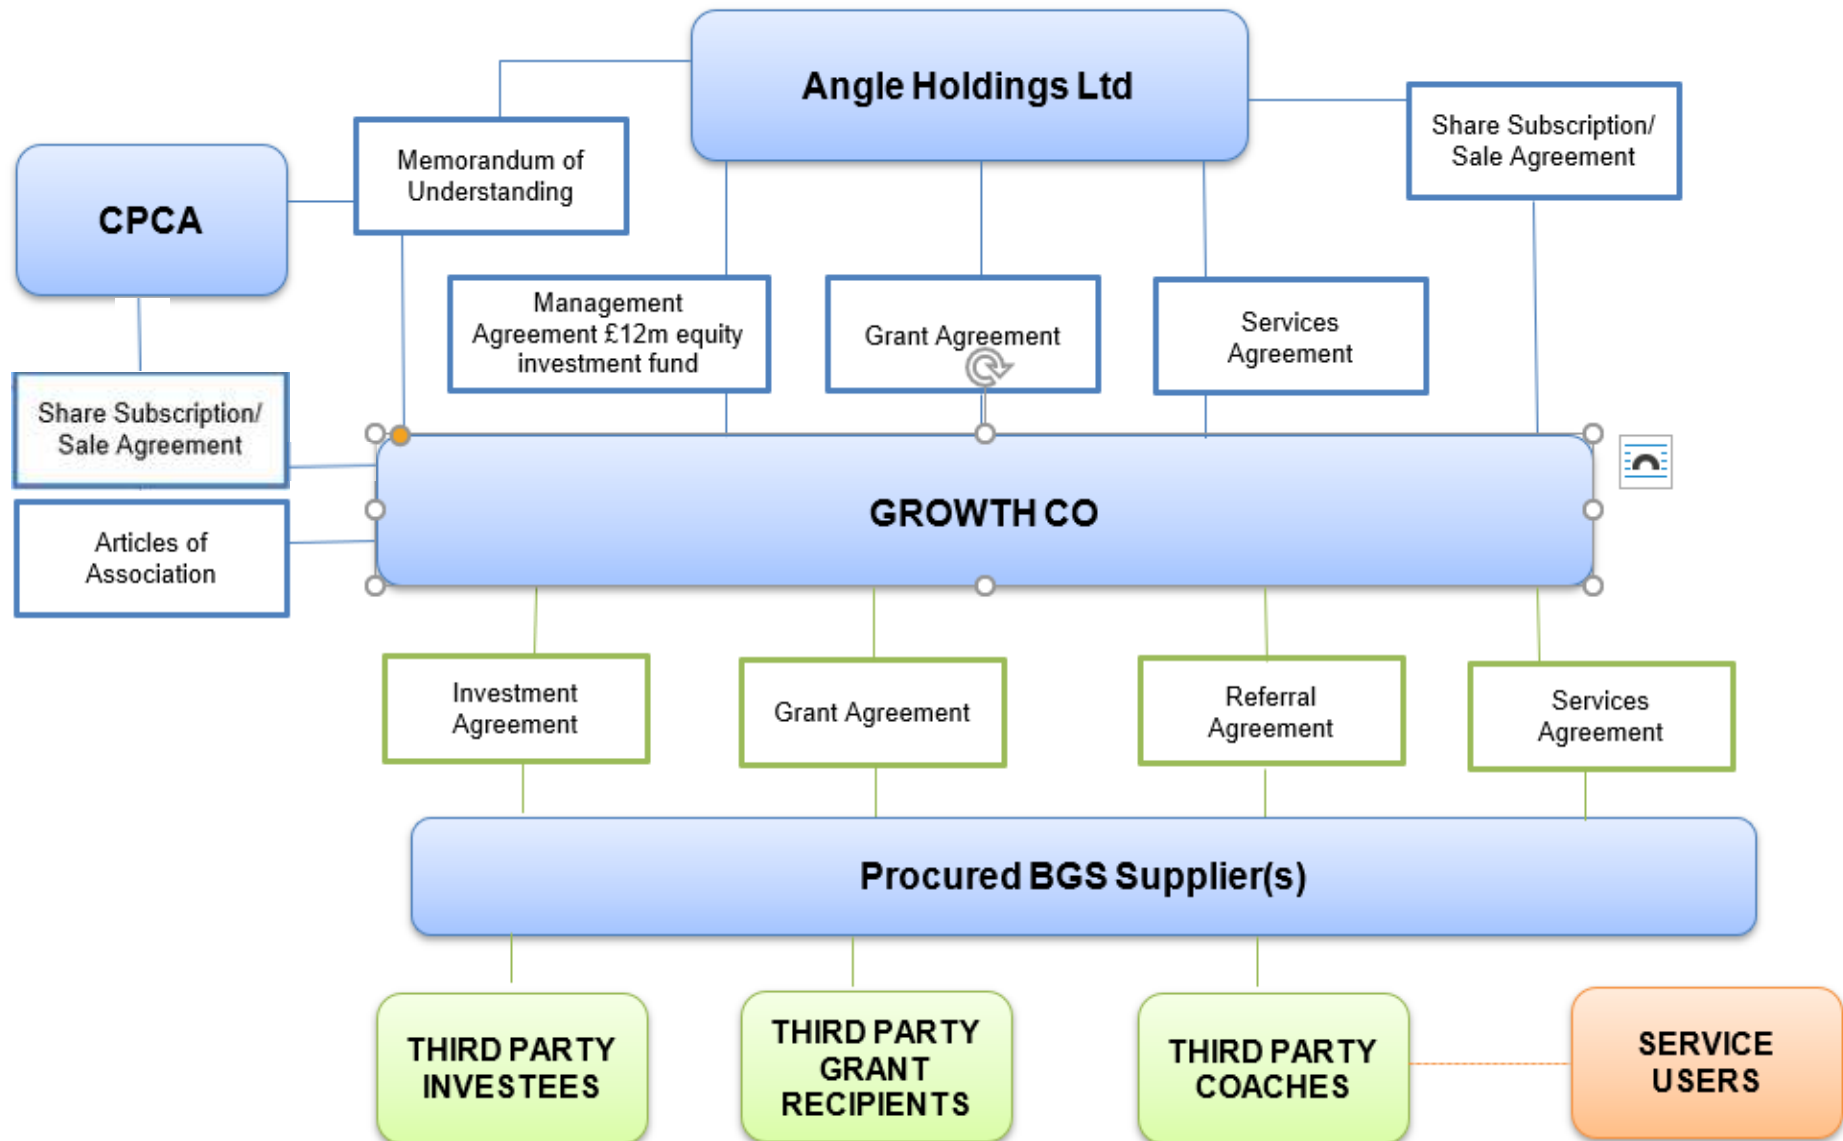 Angle Holdings Ltd
Memorandum of
Understanding
Share Subscription/
Sale Agreement
CPCA
Management
Agreement £12m equity
investment fund
Grant Agreement
Services
Agreement
Share Subscription/
Sale Agreement
GROWTH CO
Articles of
Association
Investment
Agreement
Grant Agreement
Referral
Agreement
Services
Agreement
Procured BGS Supplier(s)
THIRD PARTY
INVESTEES
THIRD PARTY
GRANT
RECIPIENTS
THIRD PARTY
COACHES
SERVICE
USERS